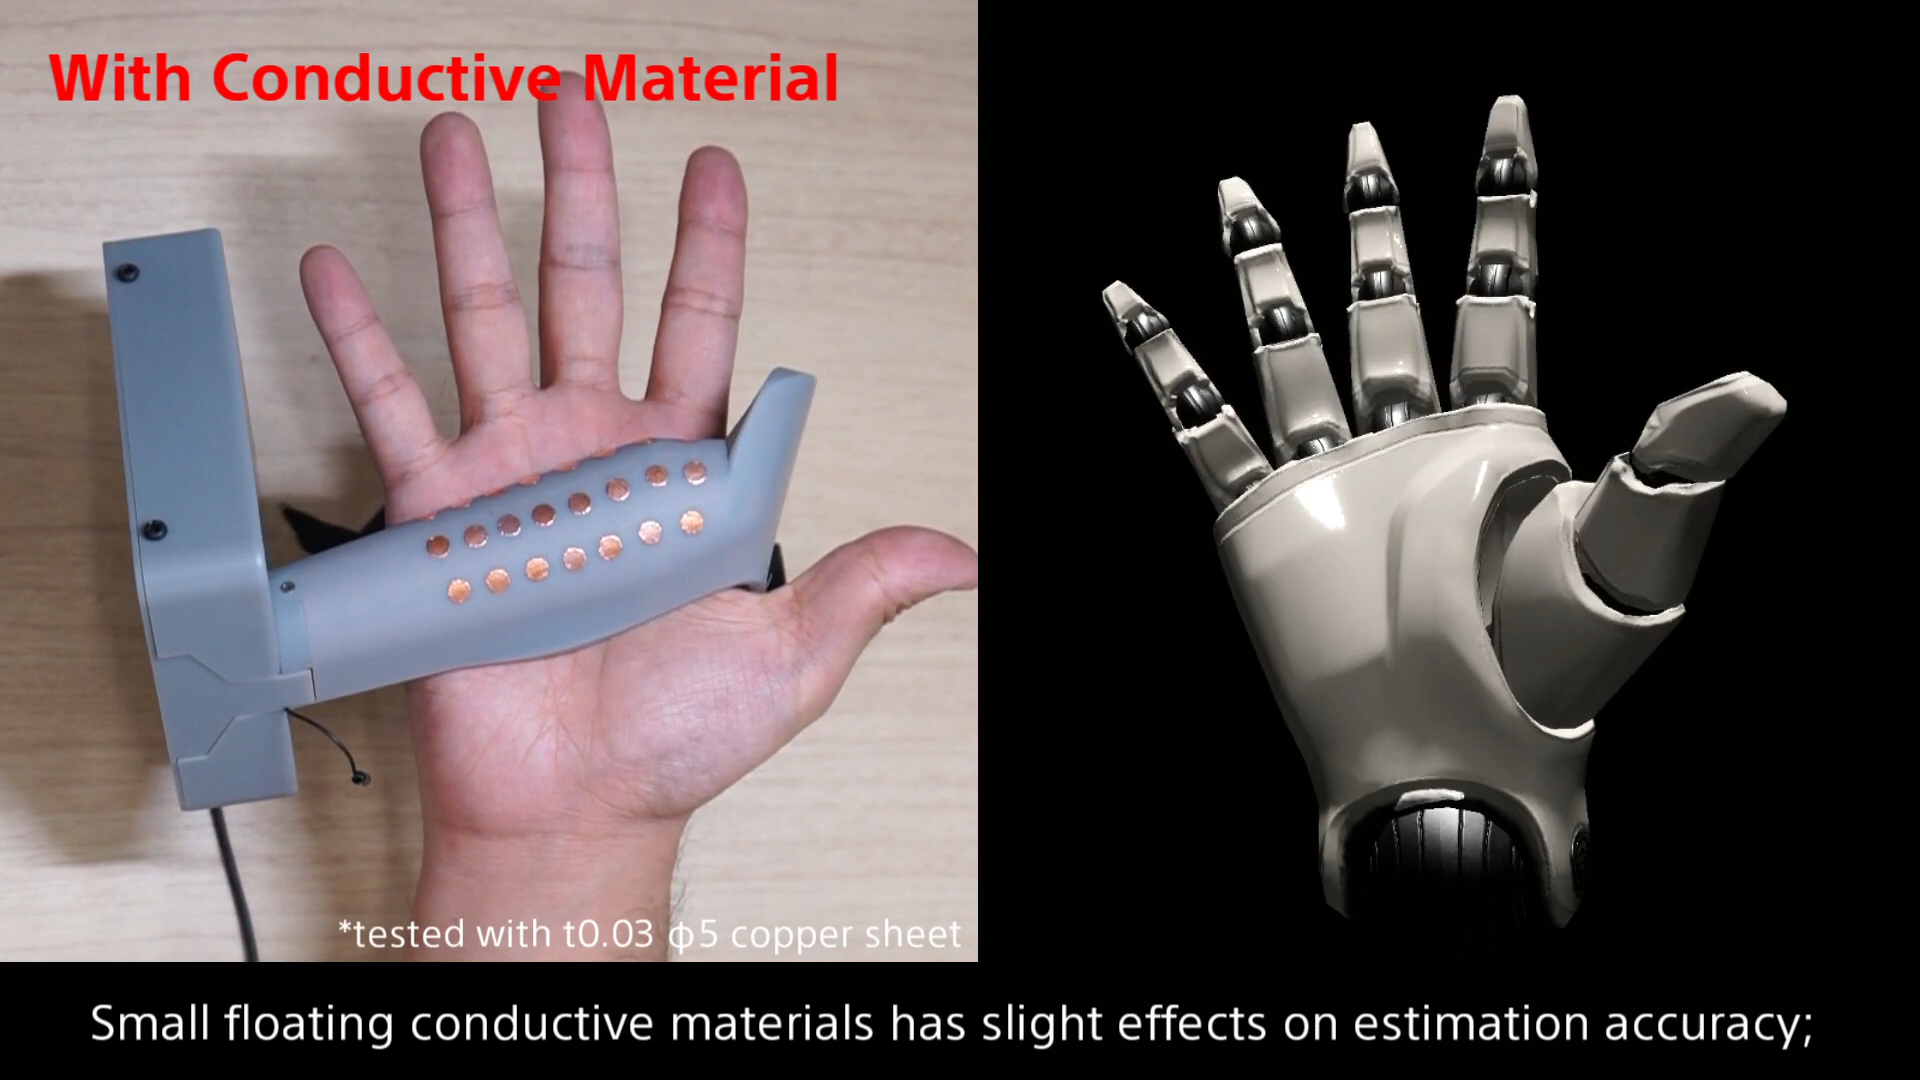 With Conductive Material
*tested with t0.03 ф5 copper sheet
Small floating conductive materials has slight effects on estimation accuracy;